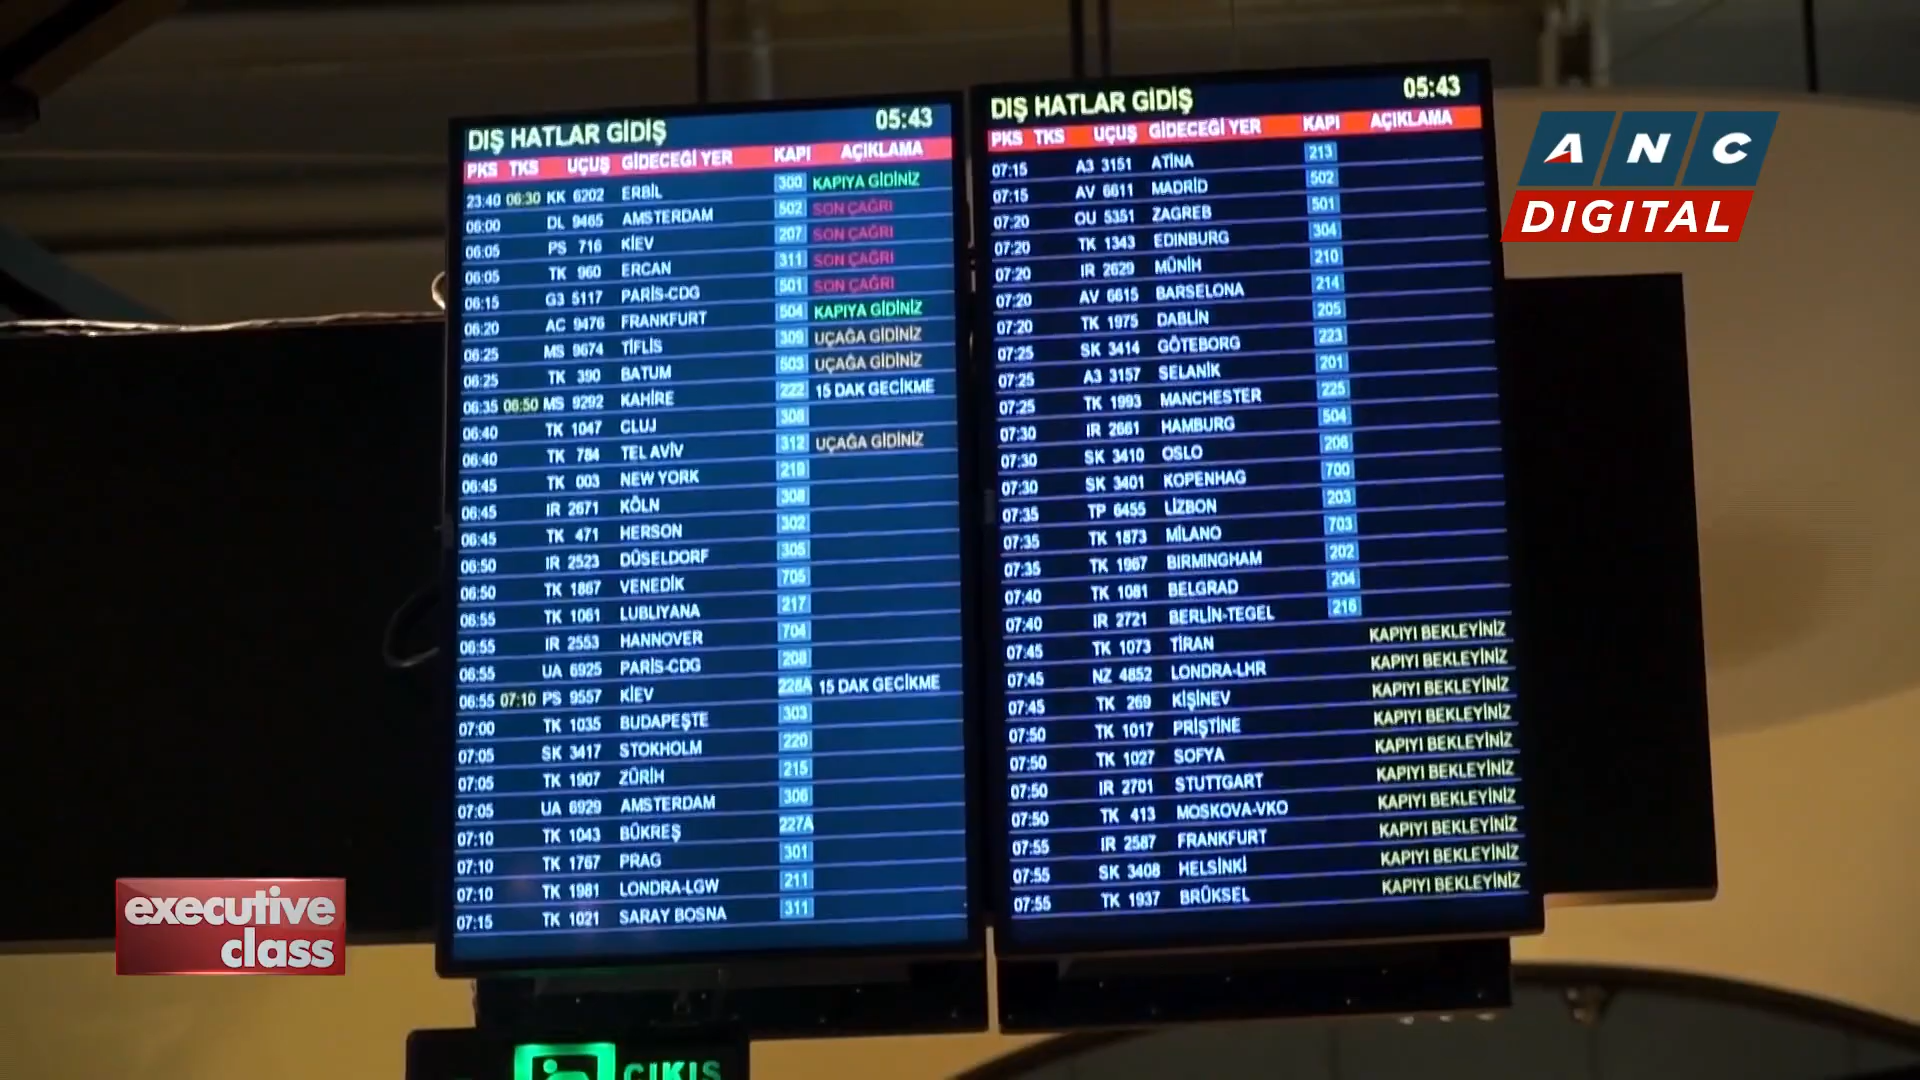 DIŞ HATLAR GİDİŞ 05:43
PKS TKS UÇUŞ GİDECEĞİ YER KAPI AÇIKLAMA
23:40 06:30 KK 6202 ERBİL 300 KAPIYA GİDİNİZ
06:00 DL 9465 AMSTERDAM 502 SON ÇAĞRI
06:05 PS 716 KİEV 207 SON ÇAĞRI
06:05 TK 960 ERCAN 311 SON ÇAĞRI
06:15 G3 5117 PARİS-CDG 501 SON ÇAĞRI
06:20 AC 9476 FRANKFURT 504 KAPIYA GİDİNİZ
06:25 MS 9674 TİFLİS 309 UÇAĞA GİDİNİZ
06:25 TK 390 BATUM 503 UÇAĞA GİDİNİZ
06:35 06:50 MS 9292 KAHİRE 222 15 DAK GECİKME
06:40 TK 1047 CLUJ 306
06:40 TK 784 TEL AVİV 312 UÇAĞA GİDİNİZ
06:45 TK 003 NEW YORK 219
06:45 IR 2671 KÖLN 308
06:45 TK 471 HERSON 302
06:50 IR 2523 DÜSELDORF 305
06:50 TK 1867 VENEDİK 705
06:55 TK 1061 LUBLIYANA 217
06:55 IR 2553 HANNOVER 704
06:55 UA 6925 PARİS-CDG 208
06:55 07:10 PS 9557 KİEV 228A 15 DAK GECİKME
07:00 TK 1035 BUDAPEŞTE 303
07:05 SK 3417 STOKHOLM 220
07:05 TK 1907 ZÜRİH 215
07:05 UA 6929 AMSTERDAM 306
07:10 TK 1043 BÜKREŞ 227A
07:10 TK 1767 PRAG 301
07:10 TK 1981 LONDRA-LGW 211
07:15 TK 1021 SARAY BOSNA 311
DIŞ HATLAR GİDİŞ 05:43
PKS TKS UÇUŞ GİDECEĞİ YER KAPI AÇIKLAMA
07:15 A3 3151 ATİNA 213
07:15 AV 6611 MADRİD 502
07:20 OU 5351 ZAGREB 501
07:20 TK 1343 EDINBURG 304
07:20 IR 2629 MÜNİH 210
07:20 AV 6615 BARSELONA 214
07:20 TK 1975 DABLİN 205
07:25 SK 3414 GÖTEBORG 223
07:25 A3 3157 SELANİK 201
07:25 TK 1993 MANCHESTER 225
07:30 IR 2661 HAMBURG 504
07:30 SK 3410 OSLO 206
07:30 SK 3401 KOPENHAG 700
07:35 TP 6455 LİZBON 203
07:35 TK 1873 MİLANO 703
07:35 TK 1967 BIRMINGHAM 202
07:40 TK 1081 BELGRAD 204
07:40 IR 2721 BERLİN-TEGEL 216
07:45 TK 1073 TİRAN KAPIYI BEKLEYİNİZ
07:45 NZ 4852 LONDRA-LHR KAPIYI BEKLEYİNİZ
07:45 TK 269 KİŞİNEV KAPIYI BEKLEYİNİZ
07:50 TK 1017 PRİŞTİNE KAPIYI BEKLEYİNİZ
07:50 TK 1027 SOFYA KAPIYI BEKLEYİNİZ
07:50 IR 2701 STUTTGART KAPIYI BEKLEYİNİZ
07:50 TK 413 MOSKOVA-VKO KAPIYI BEKLEYİNİZ
07:55 IR 2587 FRANKFURT KAPIYI BEKLEYİNİZ
07:55 SK 3408 HELSİNKİ KAPIYI BEKLEYİNİZ
07:55 TK 1937 BRÜKSEL KAPIYI BEKLEYİNİZ
ANC
DIGITAL
executive
class
ÇIKIŞ